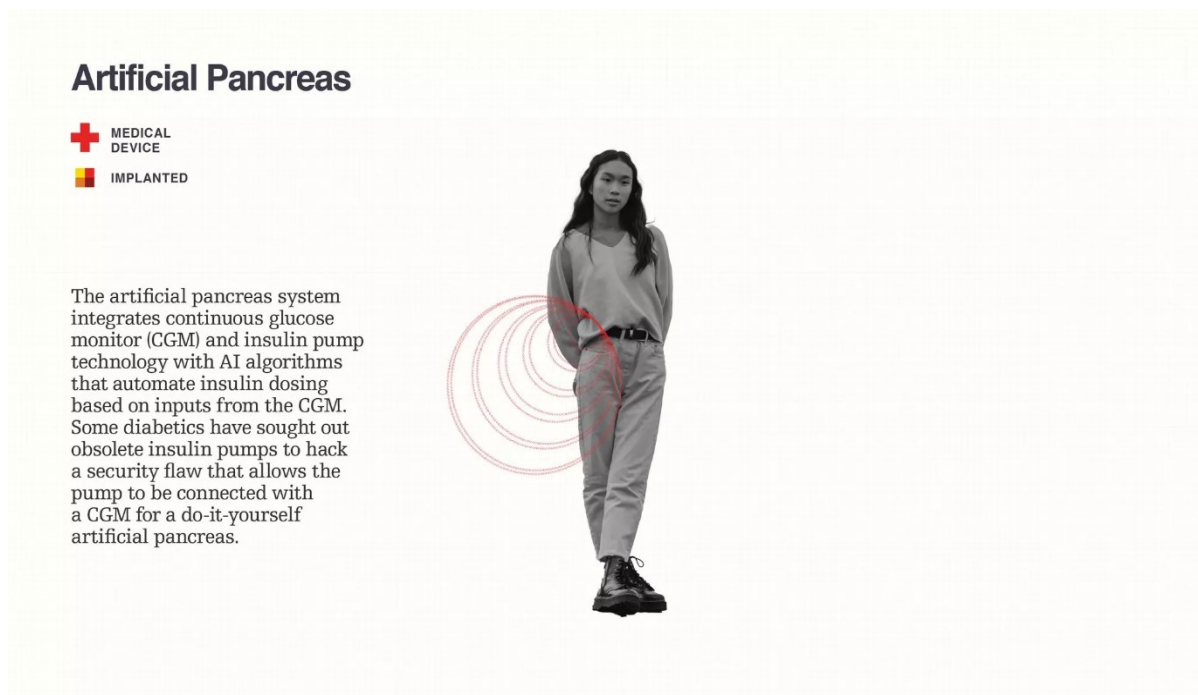 Artificial Pancreas
MEDICAL
DEVICE
IMPLANTED
The artificial pancreas system
integrates continuous glucose
monitor (CGM) and insulin pump
technology with AI algorithms
that automate insulin dosing
based on inputs from the CGM.
Some diabetics have sought out
obsolete insulin pumps to hack
a security flaw that allows the
pump to be connected with
a CGM for a do-it-yourself
artificial pancreas.